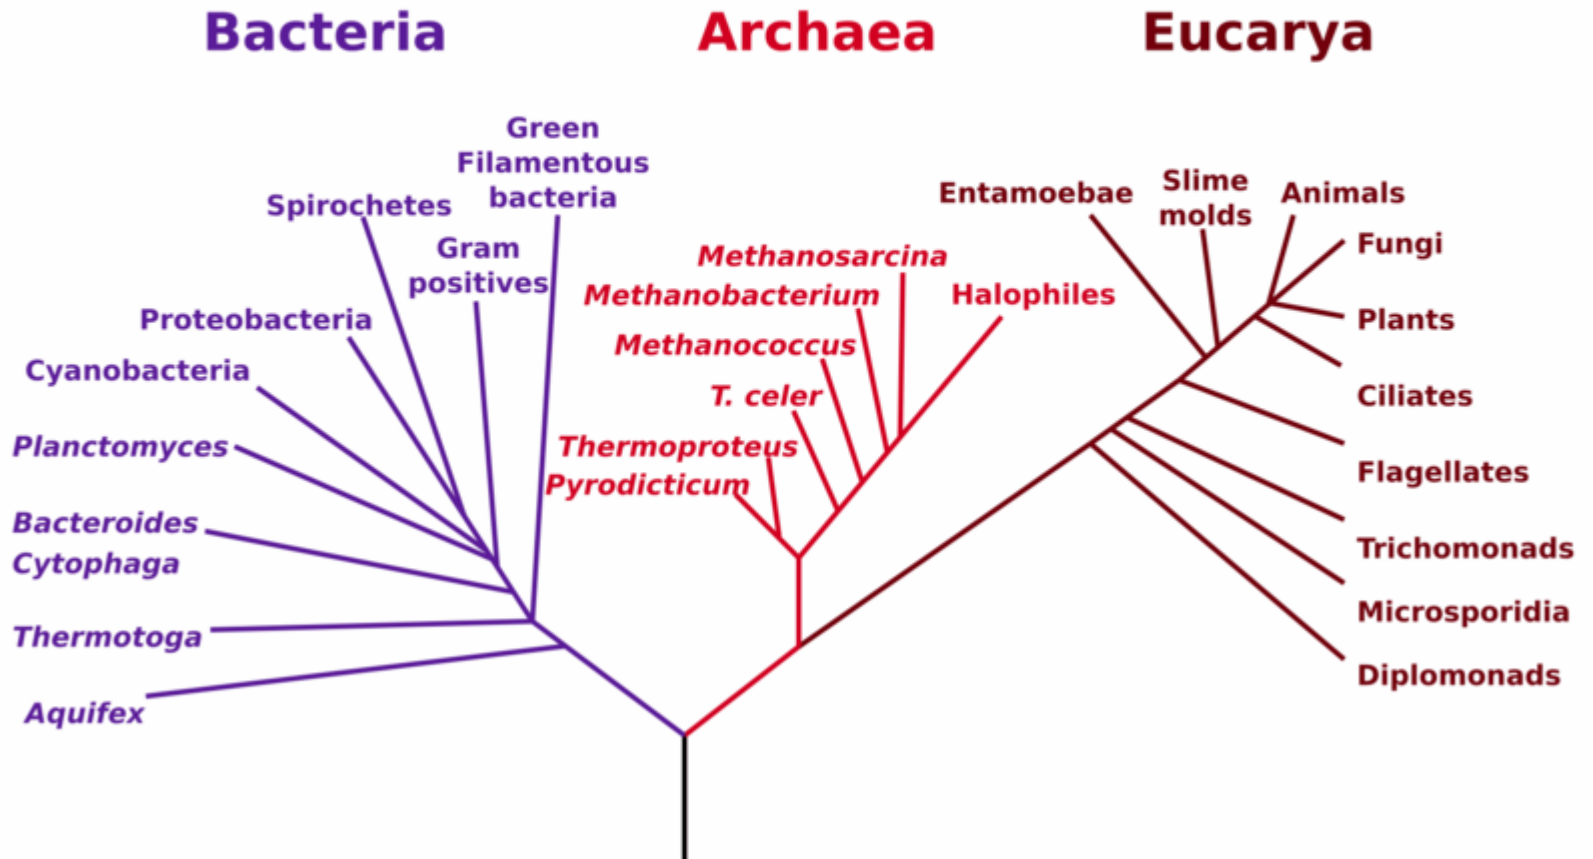 Bacteria
Archaea
Eucarya
Green
Filamentous
bacteria
Spirochetes
Gram
positives
Proteobacteria
Cyanobacteria
Planctomyces
Bacteroides
Cytophaga
Thermotoga
Aquifex
Methanosarcina
Methanobacterium
Halophiles
Methanococcus
T. celer
Thermoproteus
Pyrodicticum
Entamoebae
Slime
molds
Animals
Fungi
Plants
Ciliates
Flagellates
Trichomonads
Microsporidia
Diplomonads